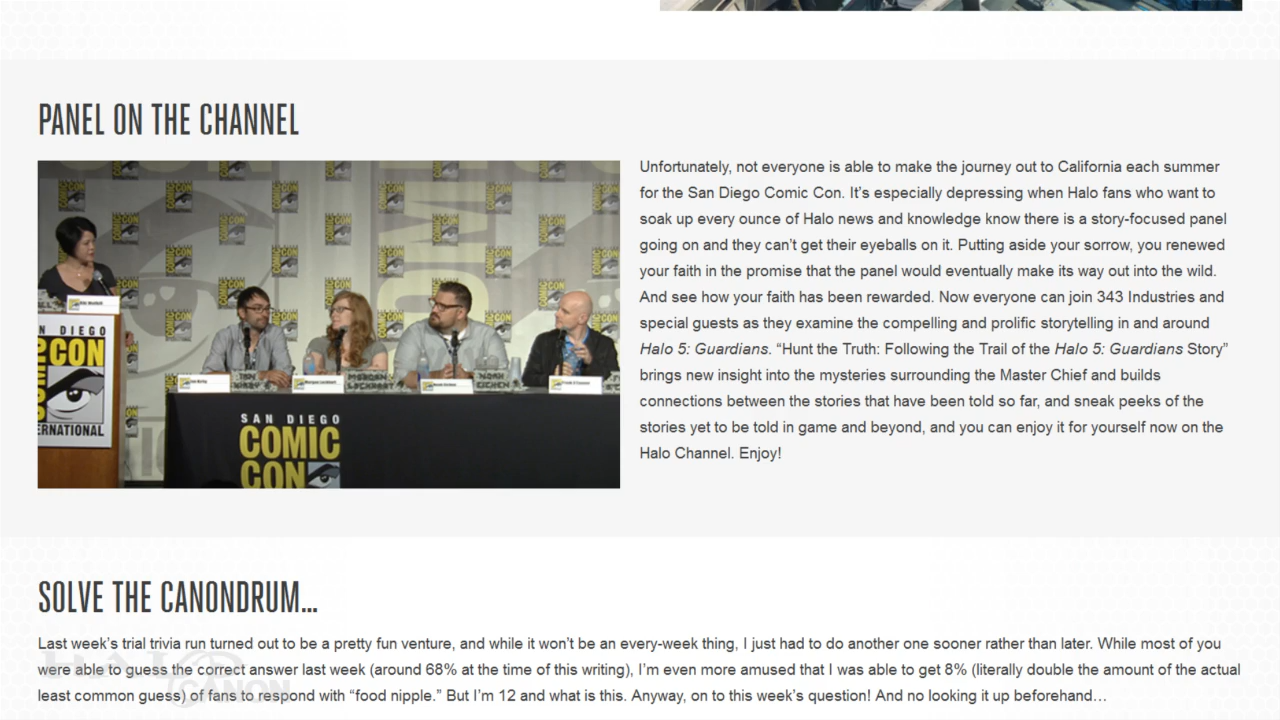 PANEL ON THE CHANNEL
Unfortunately, not everyone is able to make the journey out to California each summer
for the San Diego Comic Con. It’s especially depressing when Halo fans who want to
soak up every ounce of Halo news and knowledge know there is a story-focused panel
going on and they can’t get their eyeballs on it. Putting aside your sorrow, you renewed
your faith in the promise that the panel would eventually make its way out into the wild.
And see how your faith has been rewarded. Now everyone can join 343 Industries and
special guests as they examine the compelling and prolific storytelling in and around
Halo 5: Guardians. “Hunt the Truth: Following the Trail of the Halo 5: Guardians Story”
brings new insight into the mysteries surrounding the Master Chief and builds
connections between the stories that have been told so far, and sneak peeks of the
stories yet to be told in game and beyond, and you can enjoy it for yourself now on the
Halo Channel. Enjoy!
N DIEGO
CON
ERNATIONAL
SAN DIEGO
COMIC
CON
SOLVE THE CANONDRUM...
Last week’s trial trivia run turned out to be a pretty fun venture, and while it won’t be an every-week thing, I just had to do another one sooner rather than later. While most of you
were able to guess the correct answer last week (around 68% at the time of this writing), I’m even more amused that I was able to get 8% (literally double the amount of the actual
least common guess) of fans to respond with “food nipple.” But I’m 12 and what is this. Anyway, on to this week’s question! And no looking it up beforehand…
HALO
CANON